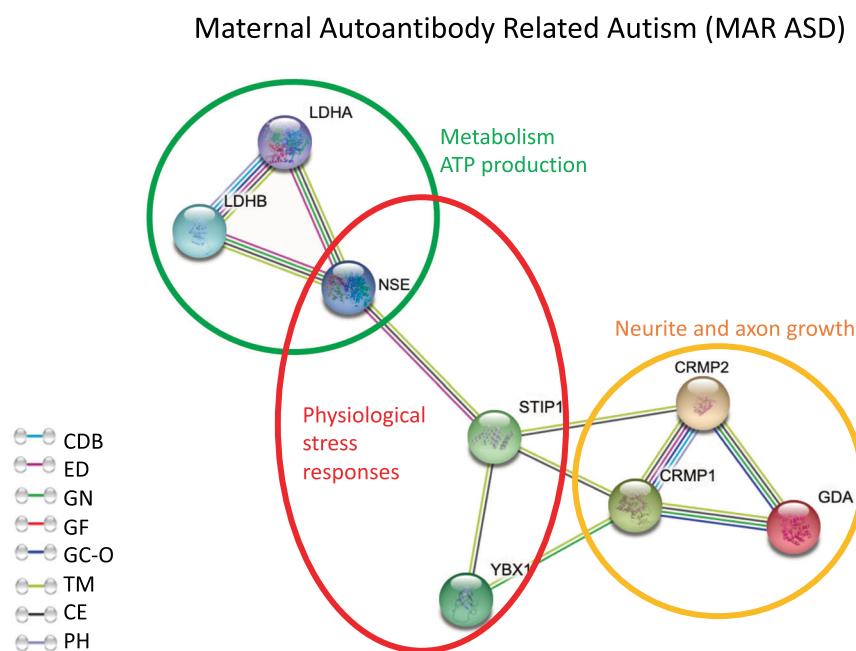 Maternal Autoantibody Related Autism (MAR ASD)
LDHA
Metabolism
ATP production
LDHB
NSE
Neurite and axon growth
CRMP2
STIP1
Physiological
stress
responses
CRMP1
GDA
YBX1
CDB
ED
GN
GF
GC-O
TM
CE
PH